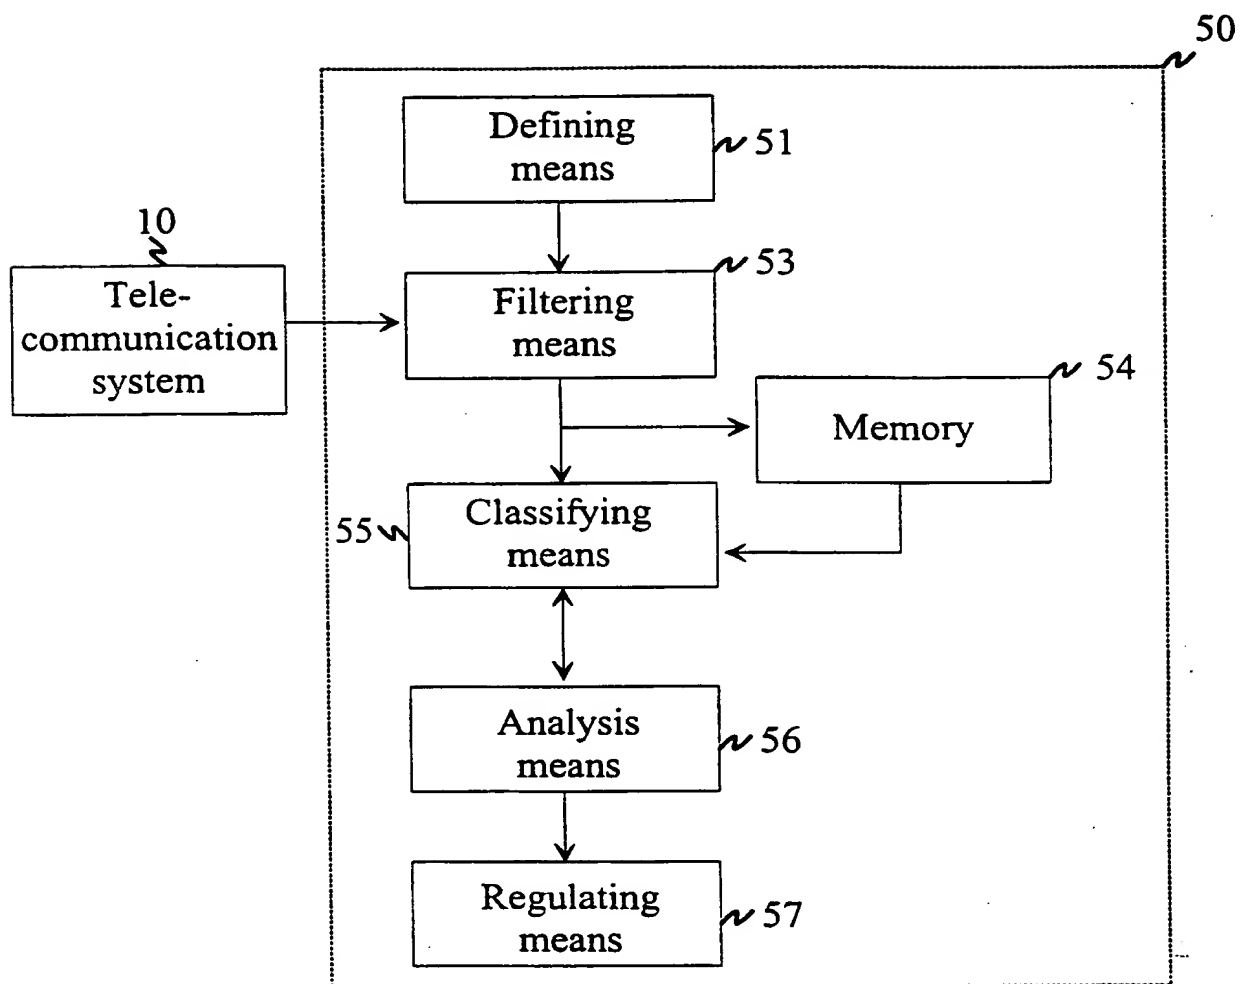 50
Defining
means
51
10
Tele-
communication
system
Filtering
means
53
54
Memory
55
Classifying
means
Analysis
means
56
Regulating
means
57